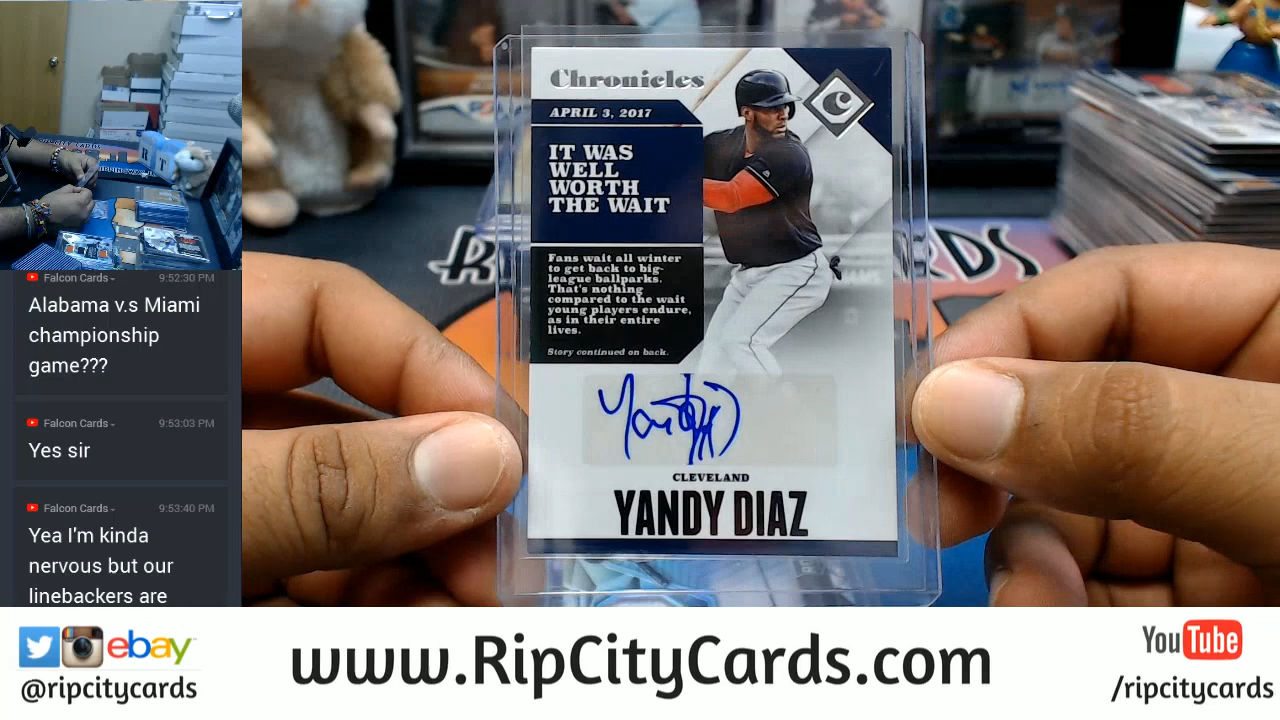 Falcon Cards 9:52:30 PM
Alabama v.s Miami
championship
game???
Falcon Cards 9:53:03 PM
Yes sir
Falcon Cards 9:53:40 PM
Yea I'm kinda
nervous but our
linebackers are
Chronicles
C
APRIL 3, 2017
IT WAS
WELL
WORTH
THE WAIT
Fans wait all winter
to get back to big-
league ballparks.
That's nothing
compared to the wait
young players endure,
as in their entire
lives.
Story continued on back.
CLEVELAND
YANDY DIAZ
ebay
@ripcitycards
www.RipCityCards.com
YouTube
/ripcitycards